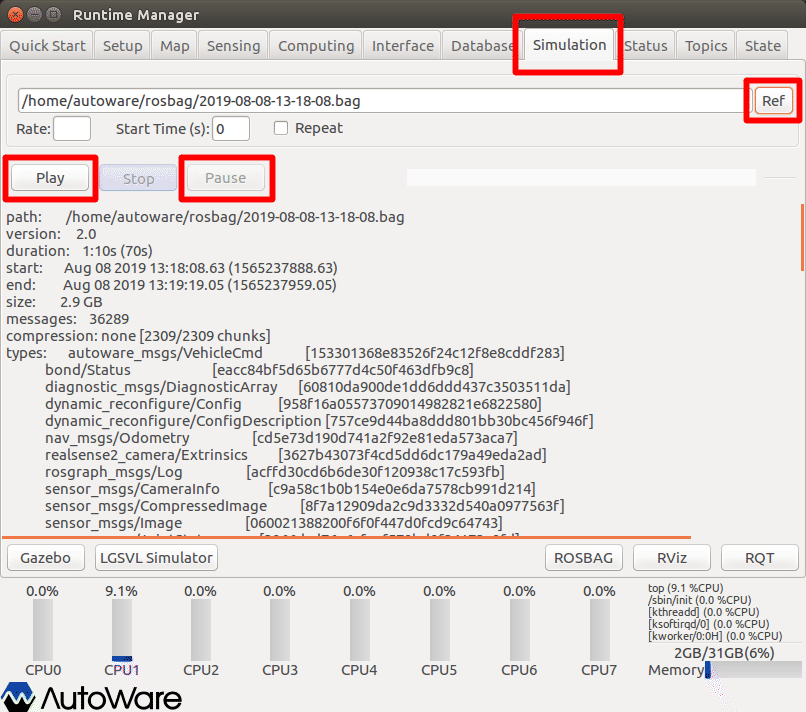 Runtime Manager
Quick Start Setup Map Sensing Computing Interface Database Simulation Status Topics State
/home/autoware/rosbag/2019-08-08-13-18-08.bag Ref
Rate: Start Time (s): 0 Repeat
Play Stop Pause
path: /home/autoware/rosbag/2019-08-08-13-18-08.bag
version: 2.0
duration: 1:10s (70s)
start: Aug 08 2019 13:18:08.63 (1565237888.63)
end: Aug 08 2019 13:19:19.05 (1565237959.05)
size: 2.9 GB
messages: 36289
compression: none [2309/2309 chunks]
types: autoware_msgs/VehicleCmd [153301368e83526f24c12f8e8cddf283]
bond/Status [eacc84bf5d65b6777d4c50f463dfb9c8]
diagnostic_msgs/DiagnosticArray [60810da900de1dd6ddd437c3503511da]
dynamic_reconfigure/Config [958f16a05573709014982821e6822580]
dynamic_reconfigure/ConfigDescription [757ce9d44ba8ddd801bb30bc456f946f]
nav_msgs/Odometry [cd5e73d190d741a2f92e81eda573aca7]
realsense2_camera/Extrinsics [3627b43073f4cd5dd6dc179a49eda2ad]
rosgraph_msgs/Log [acffd30cd6b6de30f120938c17c593fb]
sensor_msgs/CameraInfo [c9a58c1b0b154e0e6da7578cb991d214]
sensor_msgs/CompressedImage [8f7a12909da2c9d3332d540a0977563f]
sensor_msgs/Image [060021388200f6f0f447d0fcd9c64743]
Gazebo LGSVL Simulator ROSBAG RViz RQT
0.0% 9.1% 0.0% 0.0% 0.0% 0.0% 0.0% 0.0%
CPU0 CPU1 CPU2 CPU3 CPU4 CPU5 CPU6 CPU7
top (9.1 %CPU)
/sbin/init (0.0 %CPU)
[kthreadd] (0.0 %CPU)
[ksoftirqd/0] (0.0 %CPU)
[kworker/0:0H] (0.0 %CPU)
2GB/31GB(6%)
Memory
AutoWare